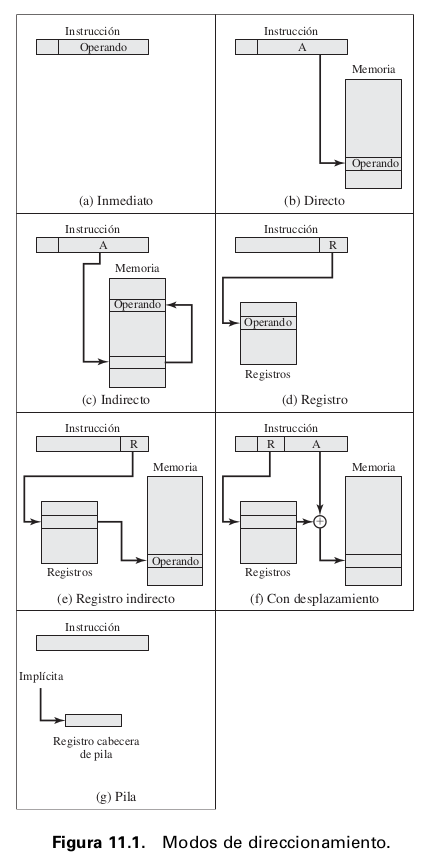 Instrucción
Operando
(a) Inmediato
Instrucción
A
Memoria
Operando
(b) Directo
Instrucción
A
Memoria
Operando
(c) Indirecto
Instrucción
R
Operando
Registros
(d) Registro
Instrucción
R
Memoria
Operando
Registros
(e) Registro indirecto
Instrucción
R A
Memoria
+
Registros
(f) Con desplazamiento
Instrucción
Implícita
Registro cabecera
de pila
(g) Pila
Figura 11.1. Modos de direccionamiento.